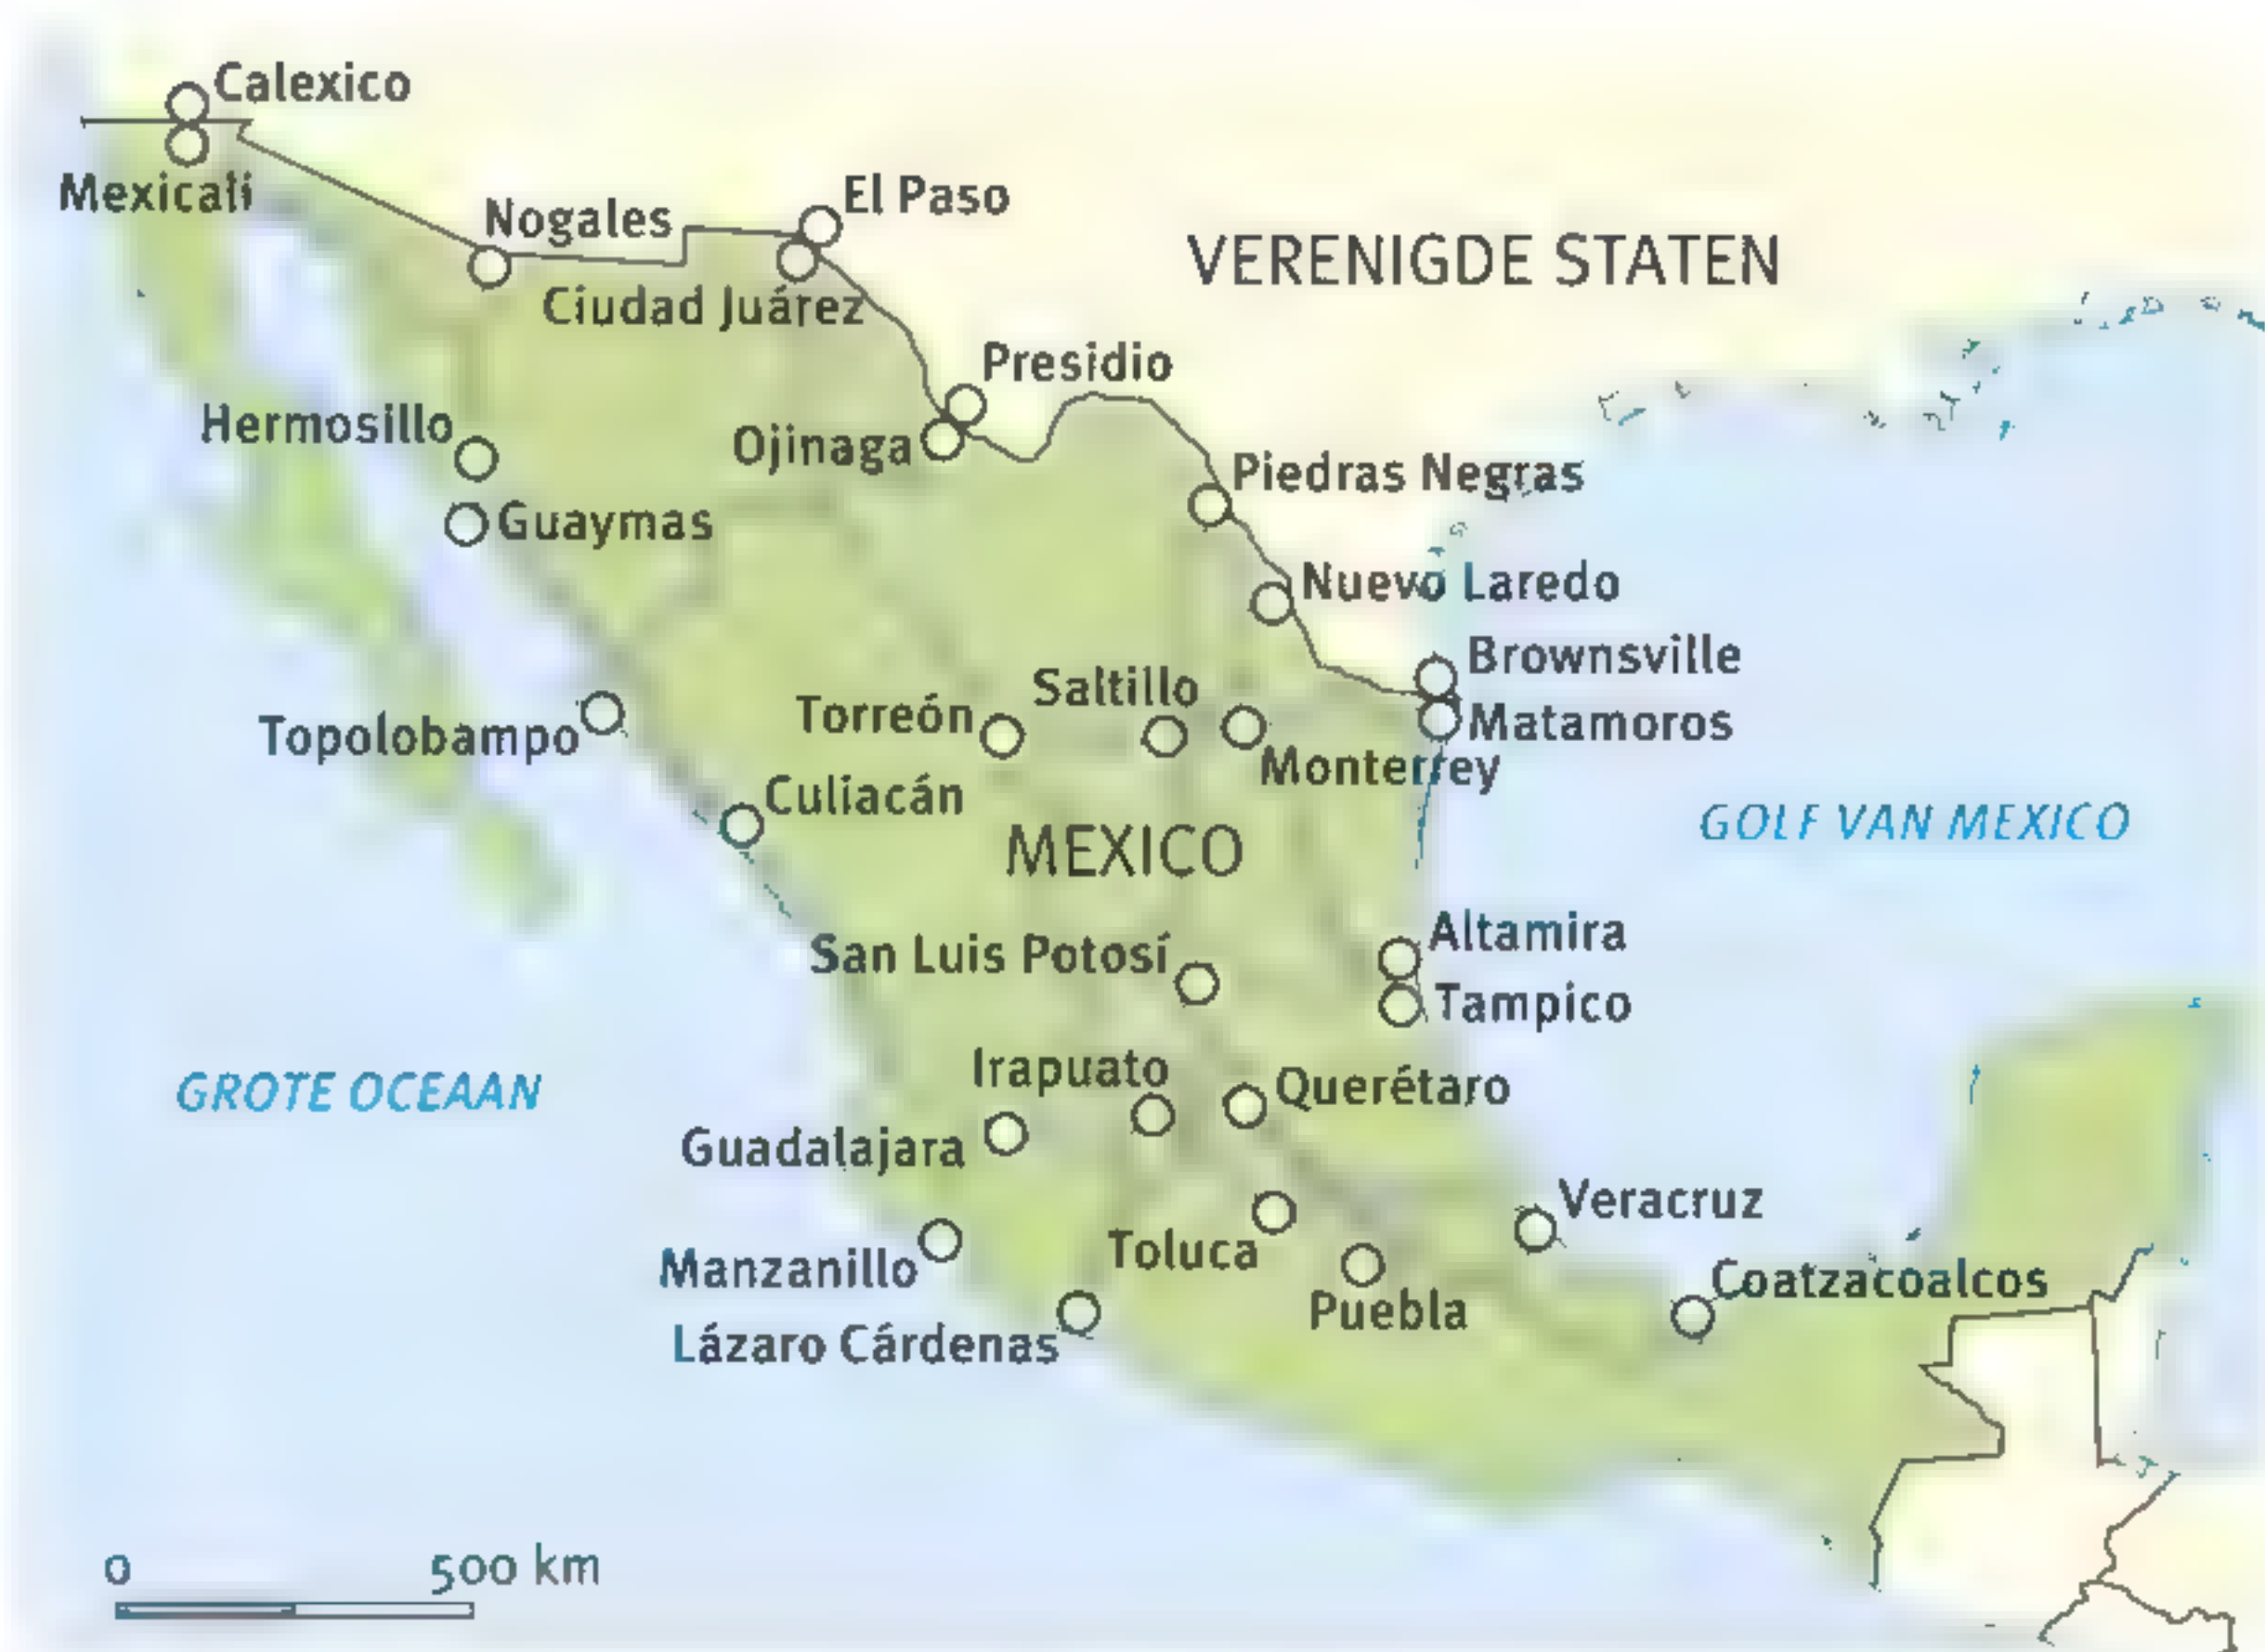 Calexico
Mexicali
Nogales
El Paso
Ciudad Juárez
VERENIGDE STATEN
Presidio
Ojinaga
Hermosillo
Guaymas
Piedras Negras
Nuevo Laredo
Brownsville
Matamoros
Topolobampo
Torreón
Saltillo
Monterrey
Culiacán
MEXICO
GOLF VAN MEXICO
Altamira
San Luis Potosí
Tampico
GROTE OCEAAN
Irapuato
Querétaro
Guadalajara
Veracruz
Manzanillo
Toluca
Puebla
Coatzacoalcos
Lázaro Cárdenas
0 500 km